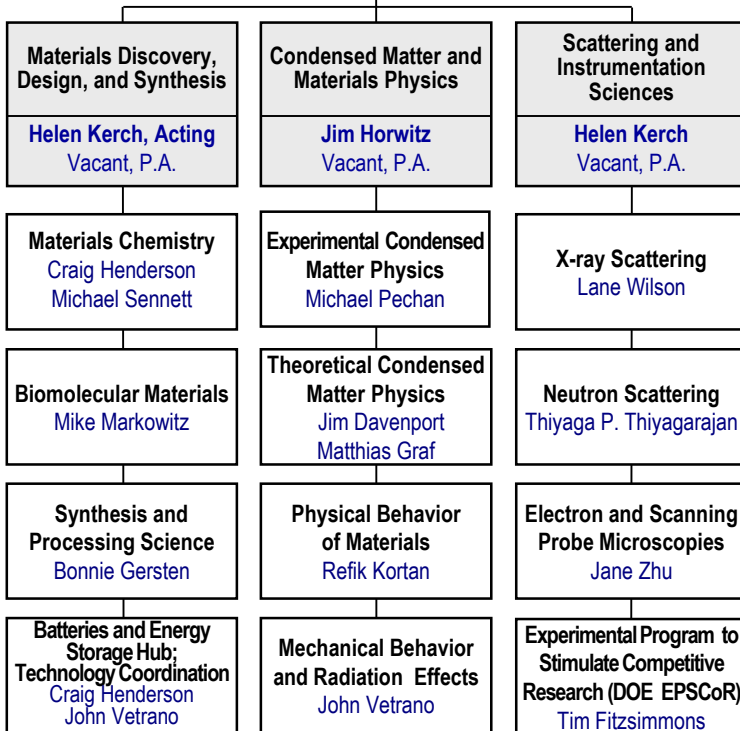 Materials Discovery,
Design, and Synthesis
Helen Kerch, Acting
Vacant, P.A.
Materials Chemistry
Craig Henderson
Michael Sennett
Biomolecular Materials
Mike Markowitz
Synthesis and
Processing Science
Bonnie Gersten
Batteries and Energy
Storage Hub;
Technology Coordination
Craig Henderson
John Vetrano
Condensed Matter and
Materials Physics
Jim Horwitz
Vacant, P.A.
Experimental Condensed
Matter Physics
Michael Pechan
Theoretical Condensed
Matter Physics
Jim Davenport
Matthias Graf
Physical Behavior
of Materials
Refik Kortan
Mechanical Behavior
and Radiation Effects
John Vetrano
Scattering and
Instrumentation
Sciences
Helen Kerch
Vacant, P.A.
X-ray Scattering
Lane Wilson
Neutron Scattering
Thiyaga P. Thiyagarajan
Electron and Scanning
Probe Microscopies
Jane Zhu
Experimental Program to
Stimulate Competitive
Research (DOE EPSCoR)
Tim Fitzsimmons